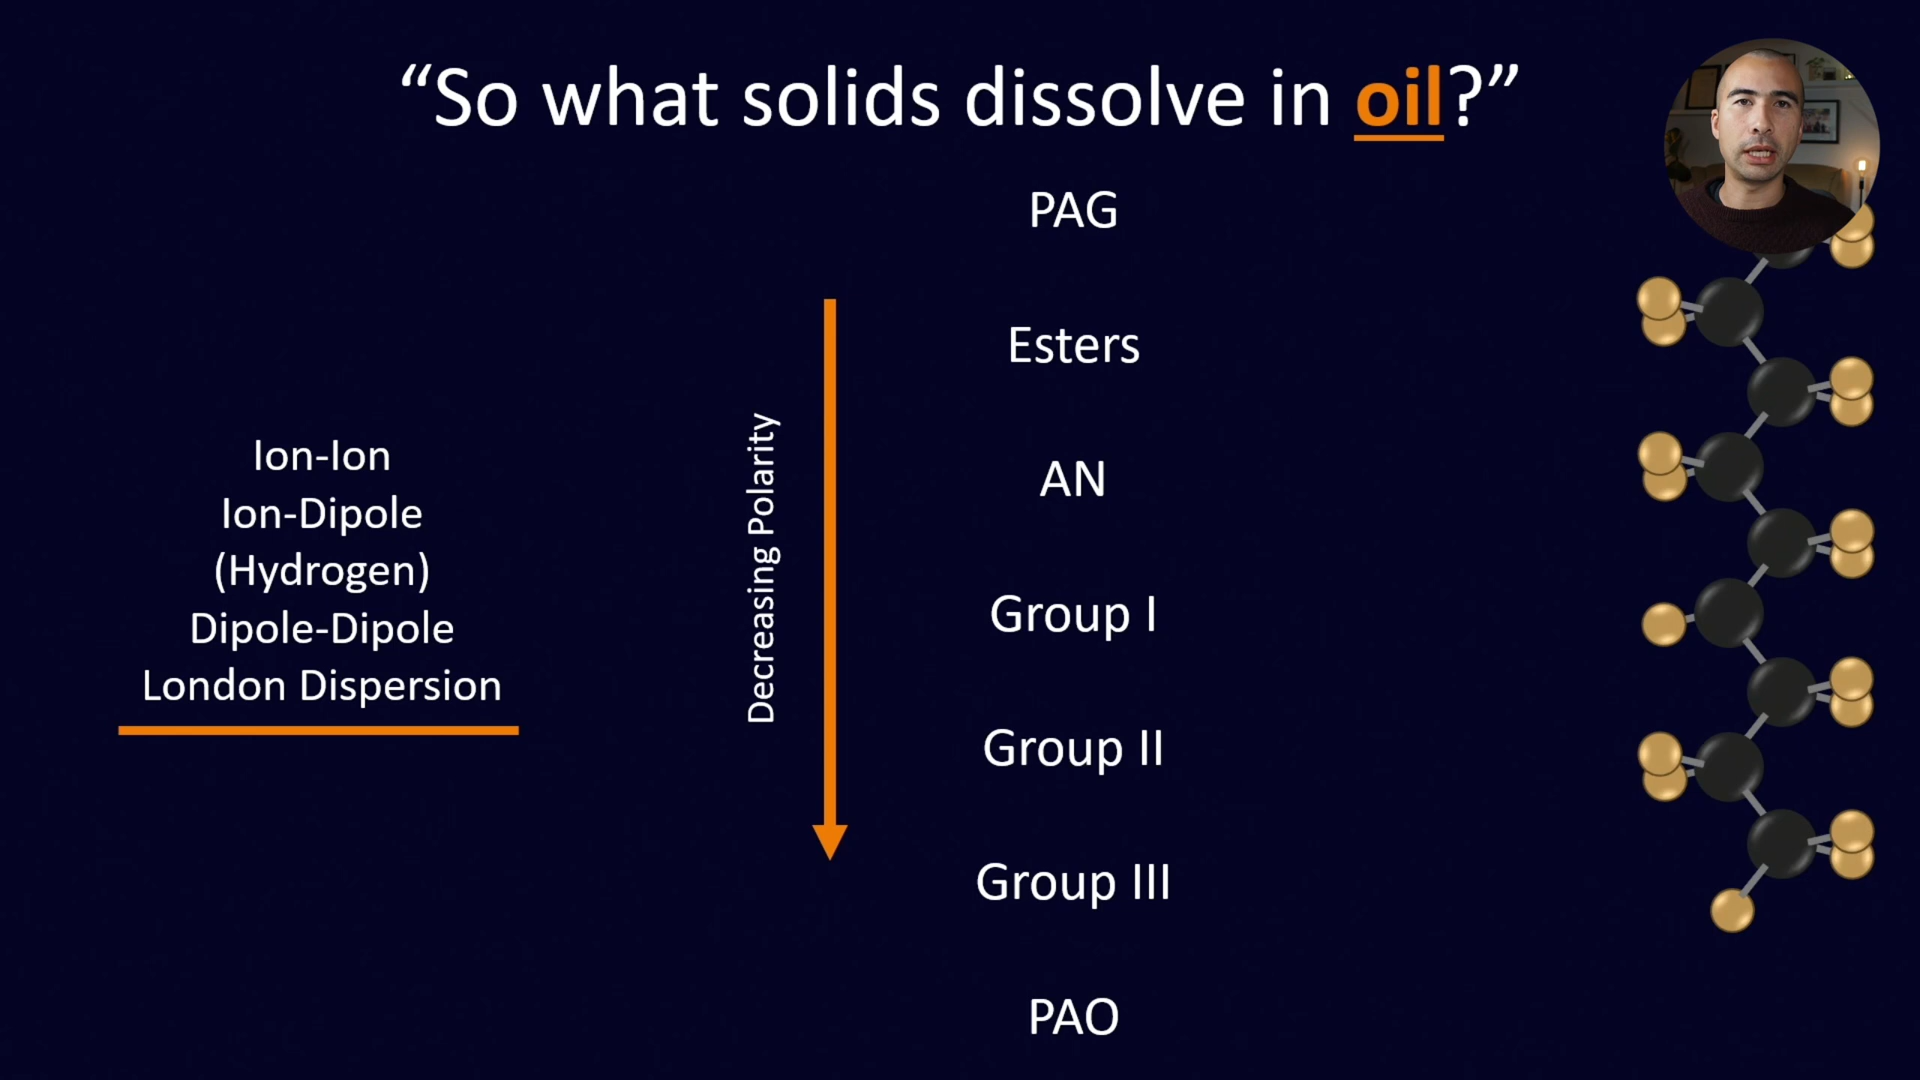 “So what solids dissolve in oil?”
PAG
Esters
AN
Group I
Group II
Group III
PAO
Decreasing Polarity
Ion-Ion
Ion-Dipole
(Hydrogen)
Dipole-Dipole
London Dispersion